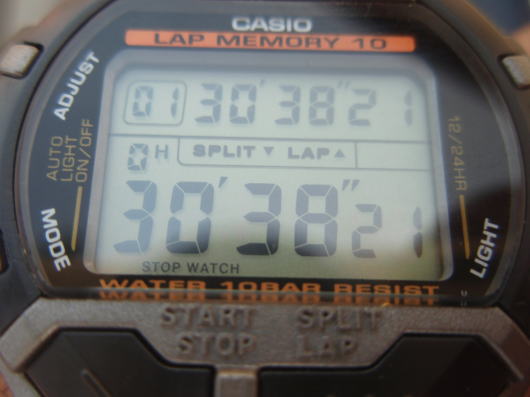 CASIO
LAP MEMORY 10
ADJUST
AUTO
LIGHT
ON/OFF
MODE
12/24HR
LIGHT
01 30' 38" 21
0H SPLIT ▼ LAP ▲
30' 38" 21
STOP WATCH
WATER 10BAR RESIST
START SPLIT
STOP LAP